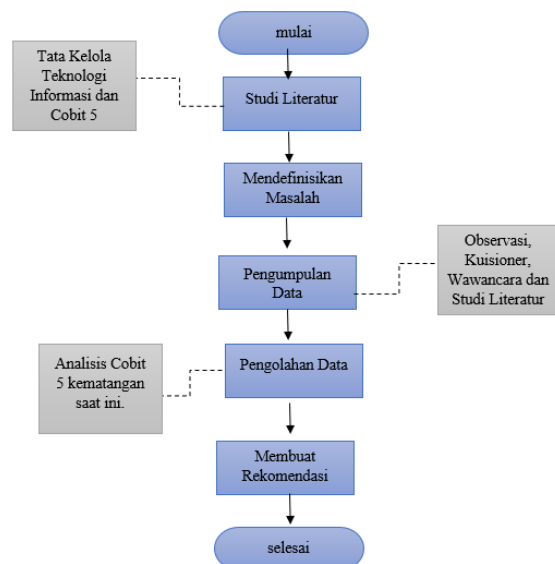 mulai
Tata Kelola
Teknologi
Informasi dan
Cobit 5
Studi Literatur
Mendefinisikan
Masalah
Pengumpulan
Data
Observasi,
Kuisioner,
Wawancara dan
Studi Literatur
Analisis Cobit
5 kematangan
saat ini.
Pengolahan Data
Membuat
Rekomendasi
selesai